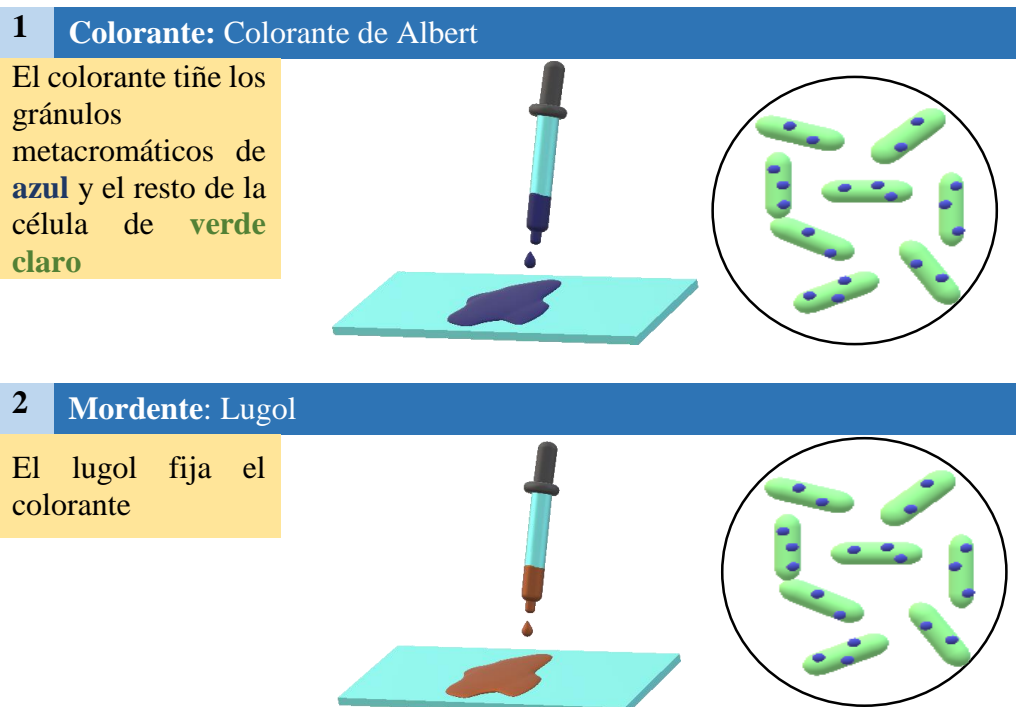 1 Colorante: Colorante de Albert
El colorante tiñe los
gránulos
metacromáticos de
azul y el resto de la
célula de verde
claro
2 Mordente: Lugol
El lugol fija el
colorante